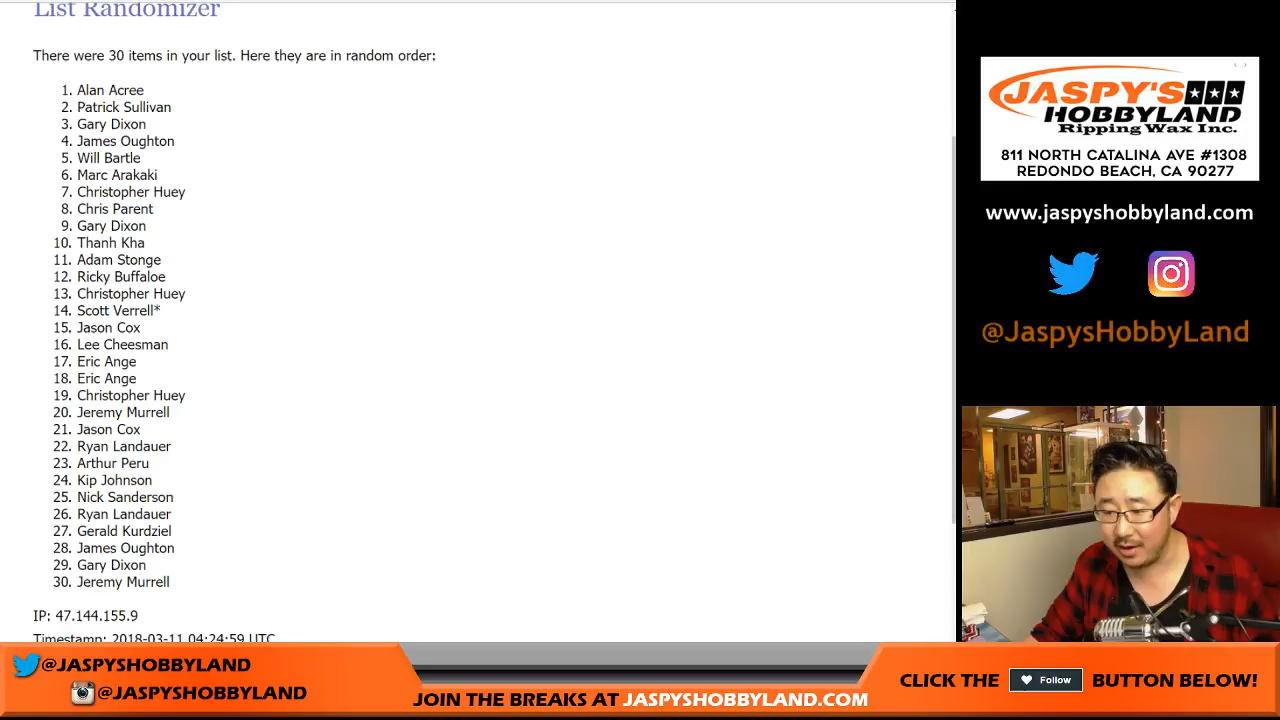 List Randomizer
There were 30 items in your list. Here they are in random order:
1. Alan Acree
2. Patrick Sullivan
3. Gary Dixon
4. James Oughton
5. Will Bartle
6. Marc Arakaki
7. Christopher Huey
8. Chris Parent
9. Gary Dixon
10. Thanh Kha
11. Adam Stonge
12. Ricky Buffaloe
13. Christopher Huey
14. Scott Verrell*
15. Jason Cox
16. Lee Cheesman
17. Eric Ange
18. Eric Ange
19. Christopher Huey
20. Jeremy Murrell
21. Jason Cox
22. Ryan Landauer
23. Arthur Peru
24. Kip Johnson
25. Nick Sanderson
26. Ryan Landauer
27. Gerald Kurdziel
28. James Oughton
29. Gary Dixon
30. Jeremy Murrell
IP: 47.144.155.9
Timestamp: 2018-03-11 04:24:59 UTC
JASPY'S
HOBBYLAND
Ripping Wax Inc.
811 NORTH CATALINA AVE #1308
REDONDO BEACH, CA 90277
www.jaspyshobbyland.com
@JaspysHobbyLand
@JASPYSHOBBYLAND
@JASPYSHOBBYLAND
JOIN THE BREAKS AT JASPYSHOBBYLAND.COM
CLICK THE Follow BUTTON BELOW!